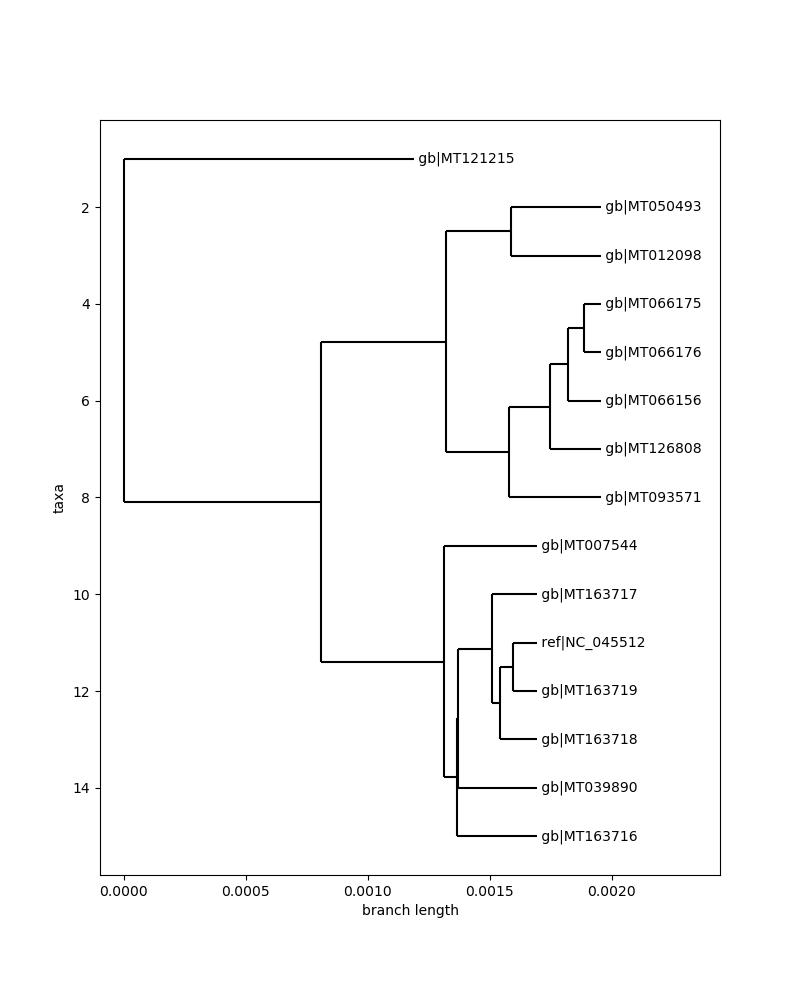 gb|MT121215
2
gb|MT050493
gb|MT012098
4
gb|MT066175
gb|MT066176
6
gb|MT066156
gb|MT126808
taxa
8
gb|MT093571
gb|MT007544
10
gb|MT163717
ref|NC_045512
12
gb|MT163719
gb|MT163718
14
gb|MT039890
gb|MT163716
0.0000 0.0005 0.0010 0.0015 0.0020
branch length